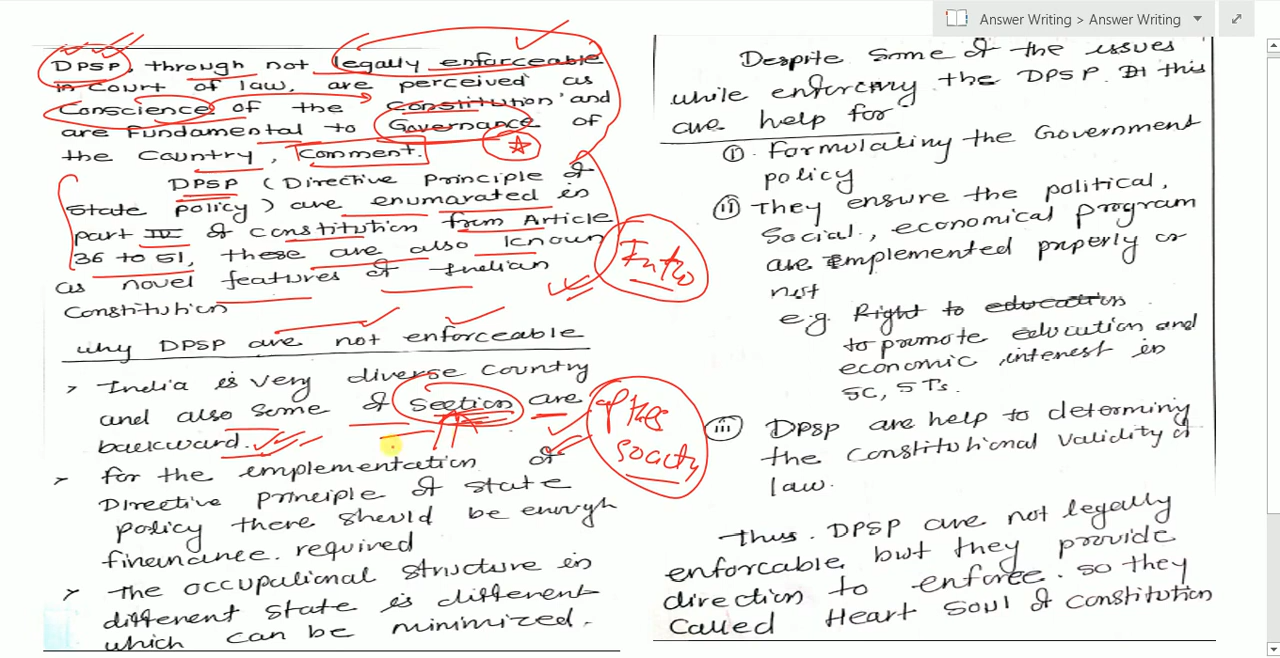 Answer Writing > Answer Writing
DPSP, through not legally enforceable
in court of law, are perceived as
Conscience of the Constitution' and
are fundamental to Governance of
the Country, Comment.
DPSP (Directive Principle of
State policy) are enumarated in
part IV of constitution from Article
36 to 51, these are also known
as novel features of Indian
Constitution
Intro
why DPSP are not enforceable
> India is very diverse country
and also some of Section are
backward.
of the
socity
> for the emplementation of
Directive principle of state
policy there should be enough
finanance. required
> the occupational structure in
different state is different
which can be minimized.
Despite some of the issues
while enforcing the DPSP. At this
are help for
(i). formulating the Government
policy
(ii) They ensure the political,
Social, economical program
are Emplemented properly or
not
e.g. Right to education
to promote education and
economic, interest in
SC, STs.
(iii) DPSP are help to determing
the constitutional validity of
law.
Thus. DPSP are not legally
enforcable but they provide
direction to enforce. so they
called Heart soul of constitution